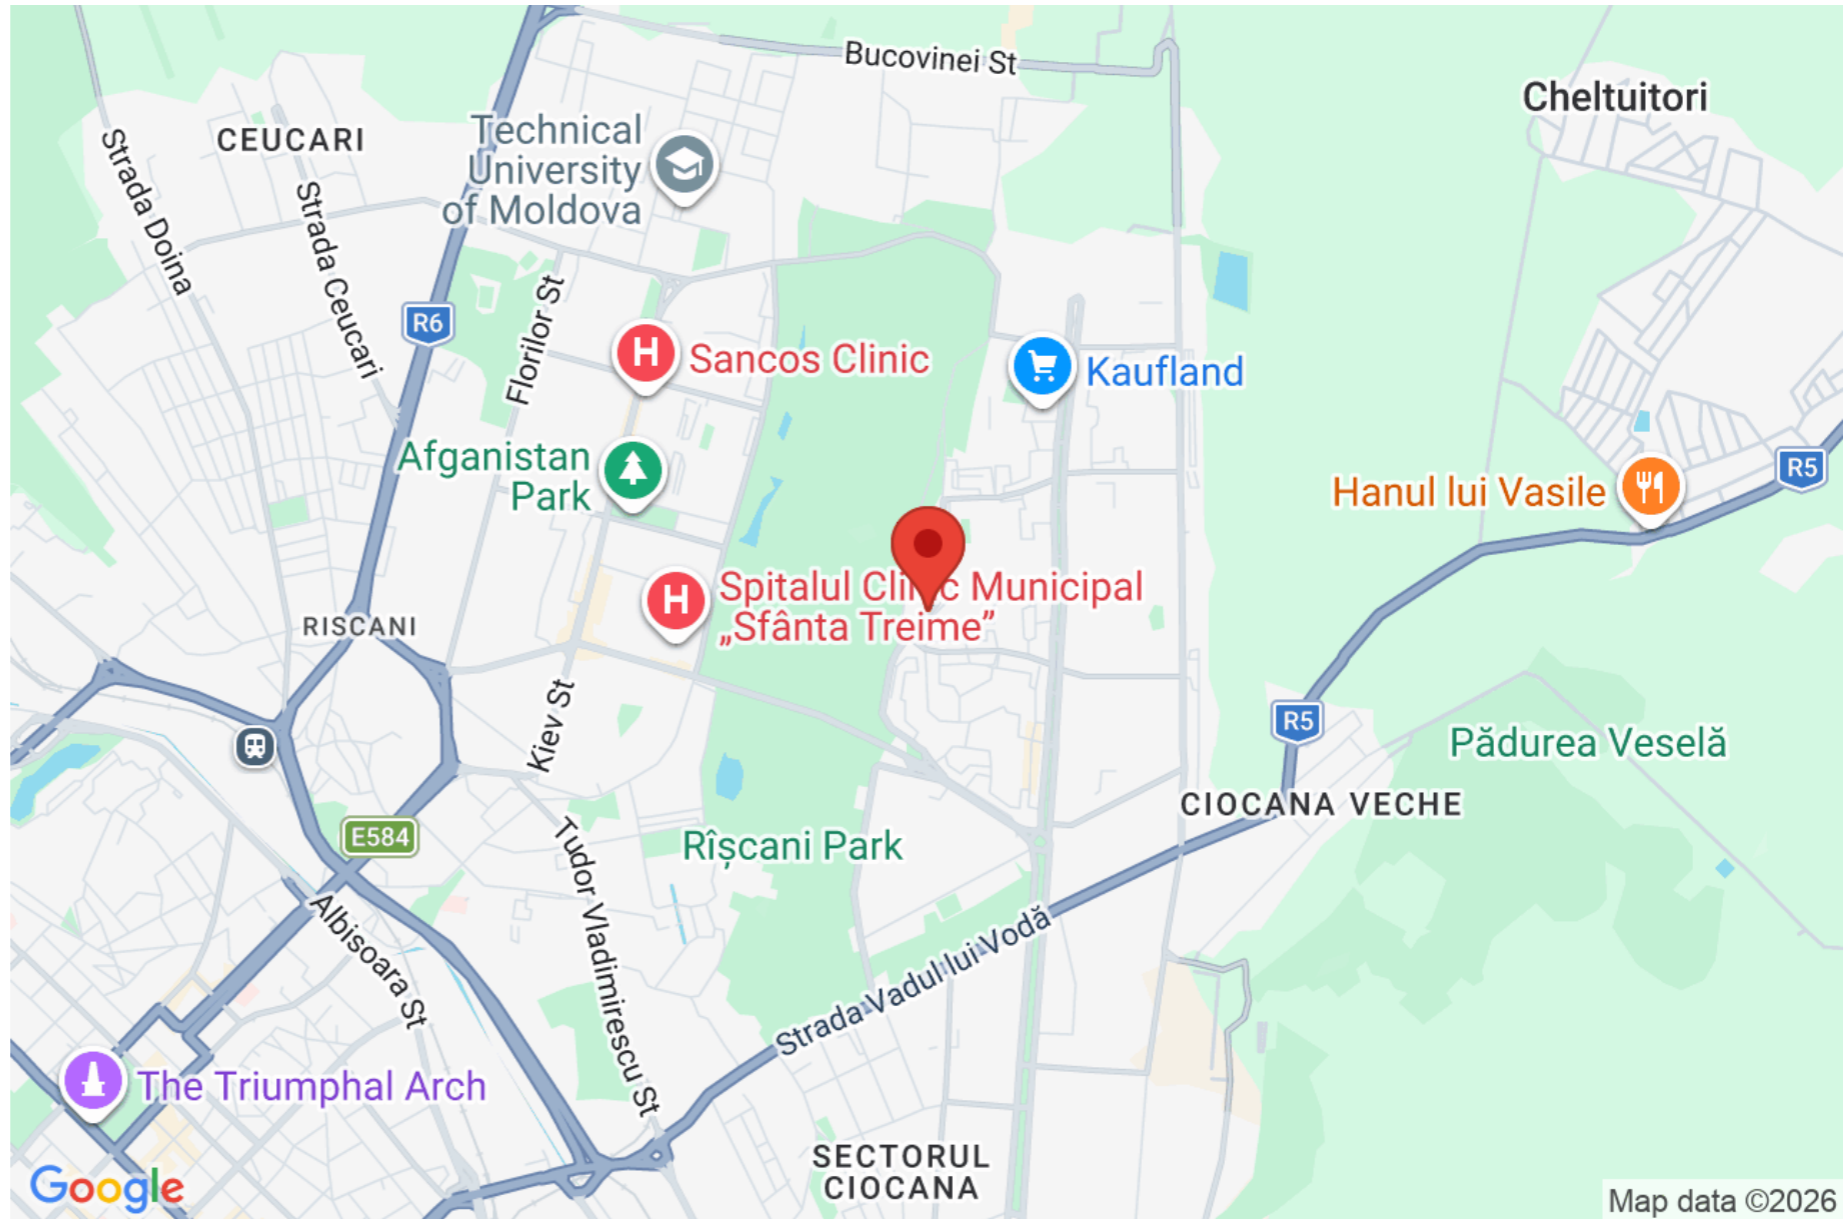 Bucovinei St
Cheltuitori
CEUCARI
Technical
University
of Moldova
Strada Doina
Strada Ceucari
R6
Florilor St
Sancos Clinic
Kaufland
Afganistan
Park
Hanul lui Vasile
R5
Spitalul Clinic Municipal
„Sfânta Treime”
RISCANI
Kiev St
R5
Pădurea Veselă
CIOCANA VECHE
E584
Rîșcani Park
Tudor Vladimirescu St
Albisoara St
Strada Vadul lui Vodă
The Triumphal Arch
SECTORUL
CIOCANA
Google
Map data ©2026
H
H